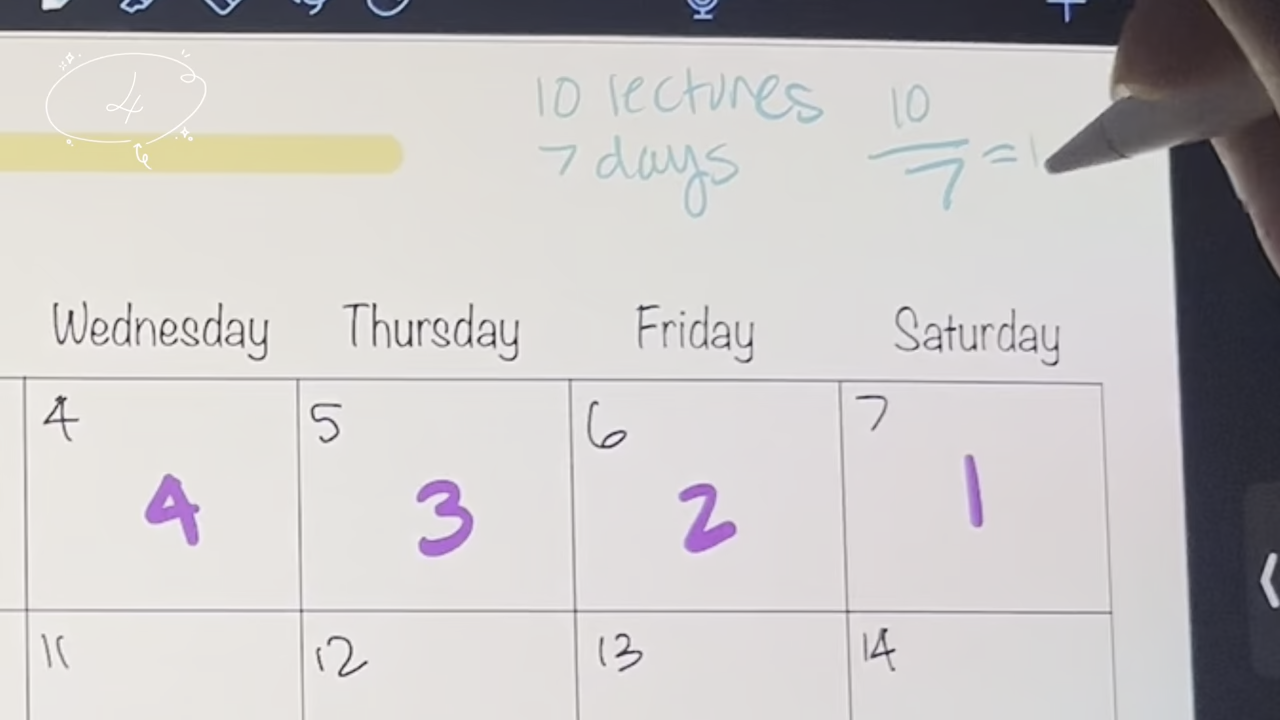 4
10 lectures
7 days
10
7
= 1
Wednesday Thursday Friday Saturday
4 5 6 7
4 3 2 1
11 12 13 14